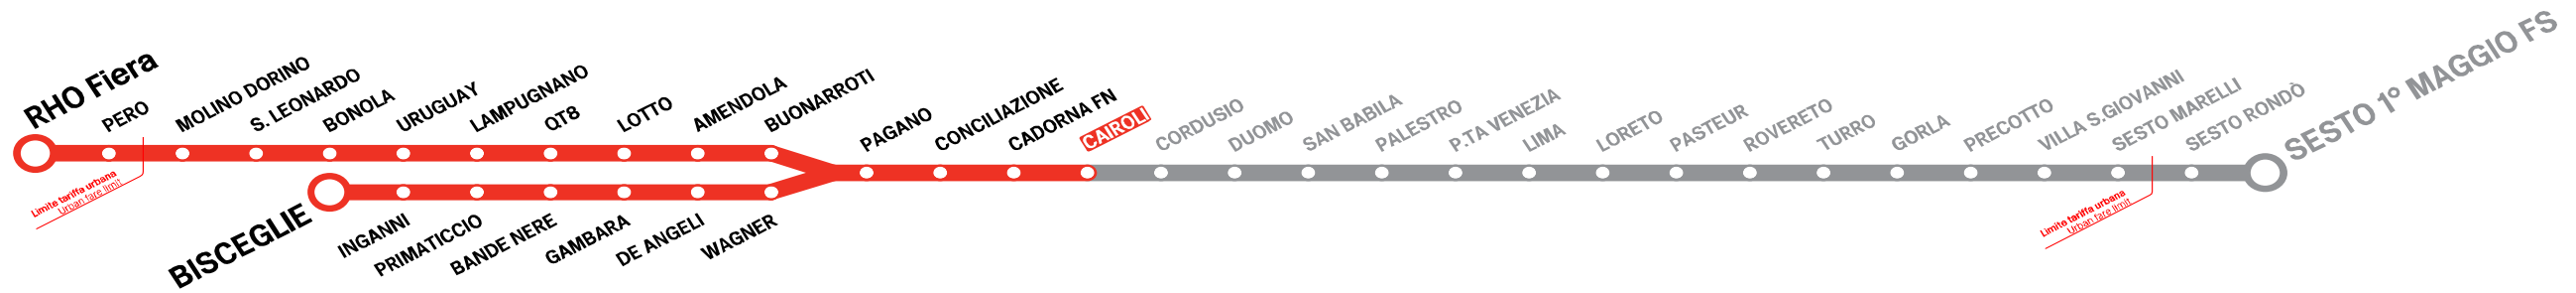 RHO Fiera
PERO
MOLINO DORINO
S. LEONARDO
BONOLA
URUGUAY
LAMPUGNANO
QT8
LOTTO
AMENDOLA
BUONARROTI
PAGANO
CONCILIAZIONE
CADORNA FN
CAIROLI
CORDUSIO
DUOMO
SAN BABILA
PALESTRO
P.TA VENEZIA
LIMA
LORETO
PASTEUR
ROVERETO
TURRO
GORLA
PRECOTTO
VILLA S.GIOVANNI
SESTO MARELLI
SESTO RONDÒ
SESTO 1° MAGGIO FS
Limite tariffa urbana
Urban fare limit
BISCEGLIE
INGANNI
PRIMATICCIO
BANDE NERE
GAMBARA
DE ANGELI
WAGNER
Limite tariffa urbana
Urban fare limit